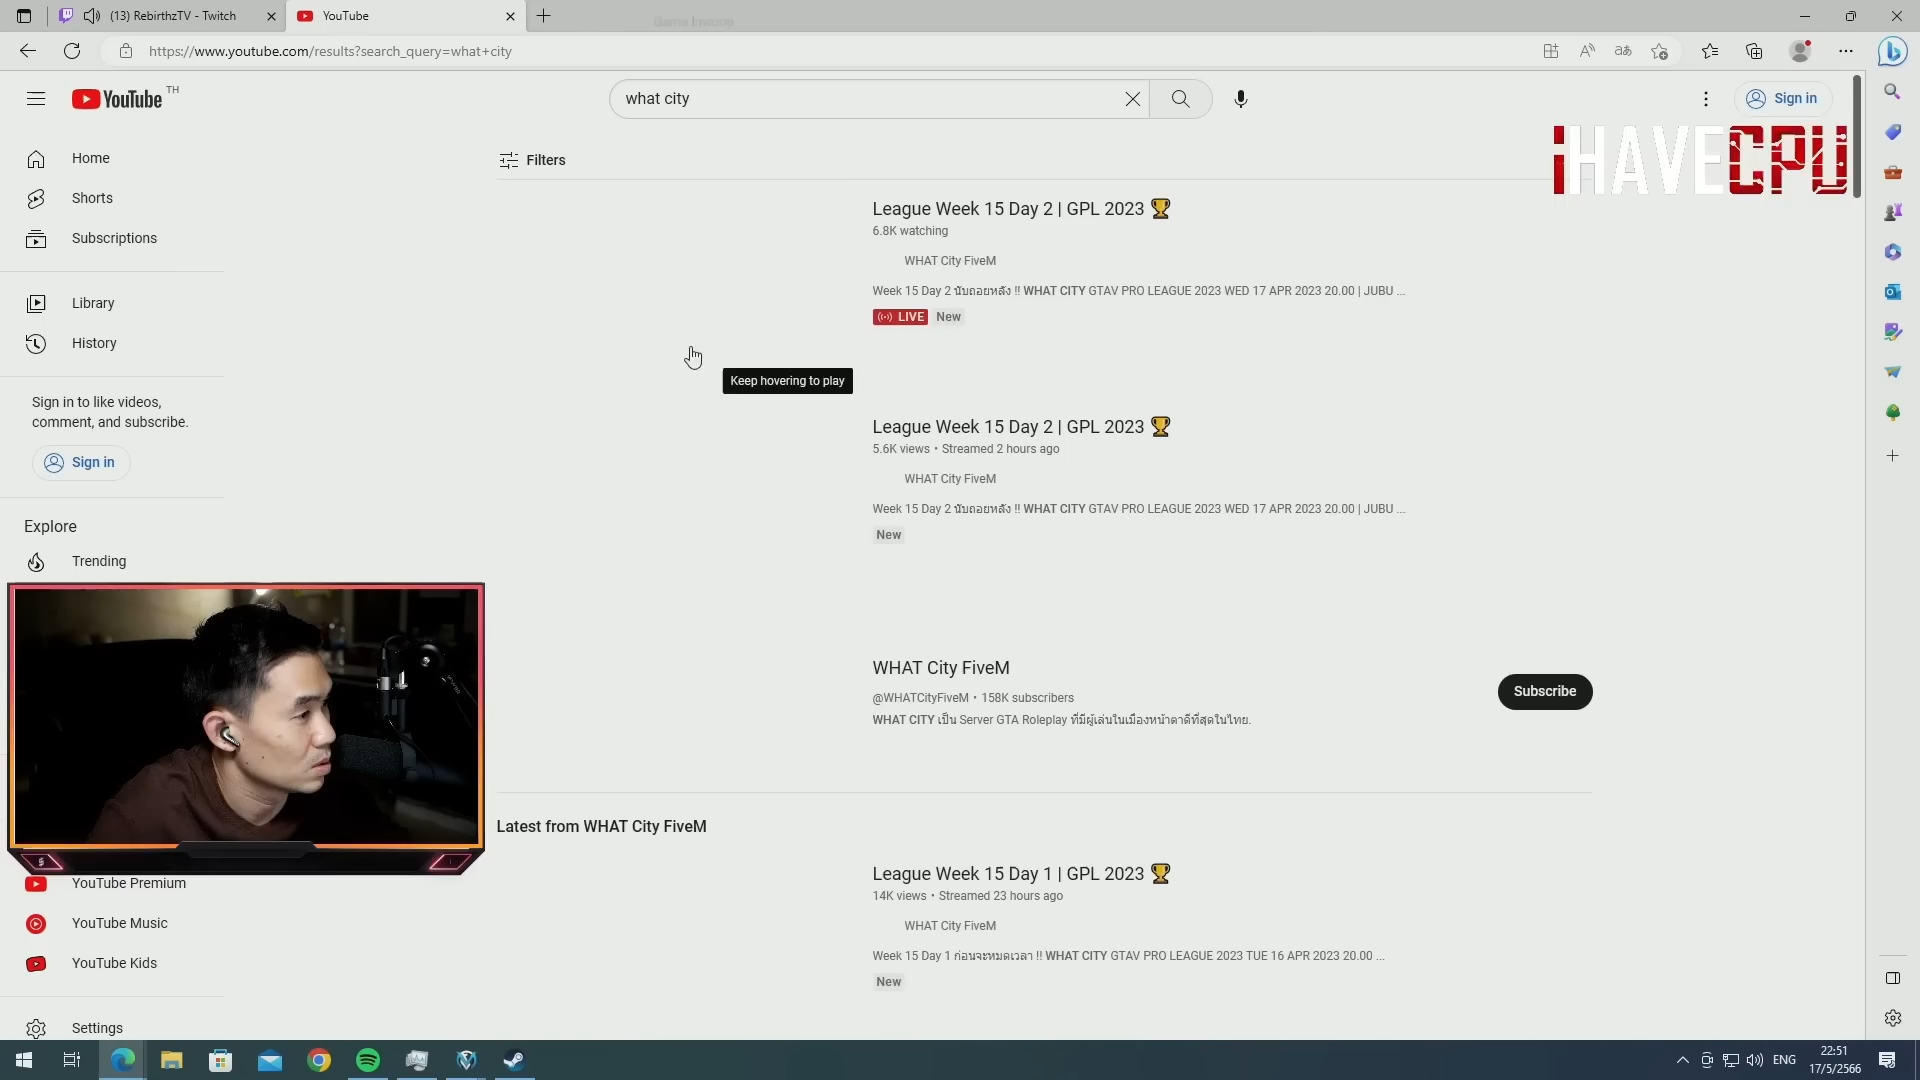 (13) RebirthzTV - Twitch
YouTube
https://www.youtube.com/results?search_query=what+city
YouTube TH
what city
Sign in
iHAVECPU
Home
Shorts
Subscriptions
Library
History
Sign in to like videos,
comment, and subscribe.
Sign in
Explore
Trending
YouTube Premium
YouTube Music
YouTube Kids
Settings
Filters
League Week 15 Day 2 | GPL 2023 🏆
6.8K watching
WHAT City FiveM
Week 15 Day 2 นับถอยหลัง !! WHAT CITY GTAV PRO LEAGUE 2023 WED 17 APR 2023 20.00 | JUBU ...
LIVE New
Keep hovering to play
League Week 15 Day 2 | GPL 2023 🏆
5.6K views • Streamed 2 hours ago
WHAT City FiveM
Week 15 Day 2 นับถอยหลัง !! WHAT CITY GTAV PRO LEAGUE 2023 WED 17 APR 2023 20.00 | JUBU ...
New
WHAT City FiveM
@WHATCityFiveM • 158K subscribers
WHAT CITY เป็น Server GTA Roleplay ที่มีผู้เล่นในเมืองหน้าตาดีที่สุดในไทย.
Subscribe
Latest from WHAT City FiveM
League Week 15 Day 1 | GPL 2023 🏆
14K views • Streamed 23 hours ago
WHAT City FiveM
Week 15 Day 1 ก่อนจะหมดเวลา !! WHAT CITY GTAV PRO LEAGUE 2023 TUE 16 APR 2023 20.00 ...
New
ENG
22:51
17/5/2566